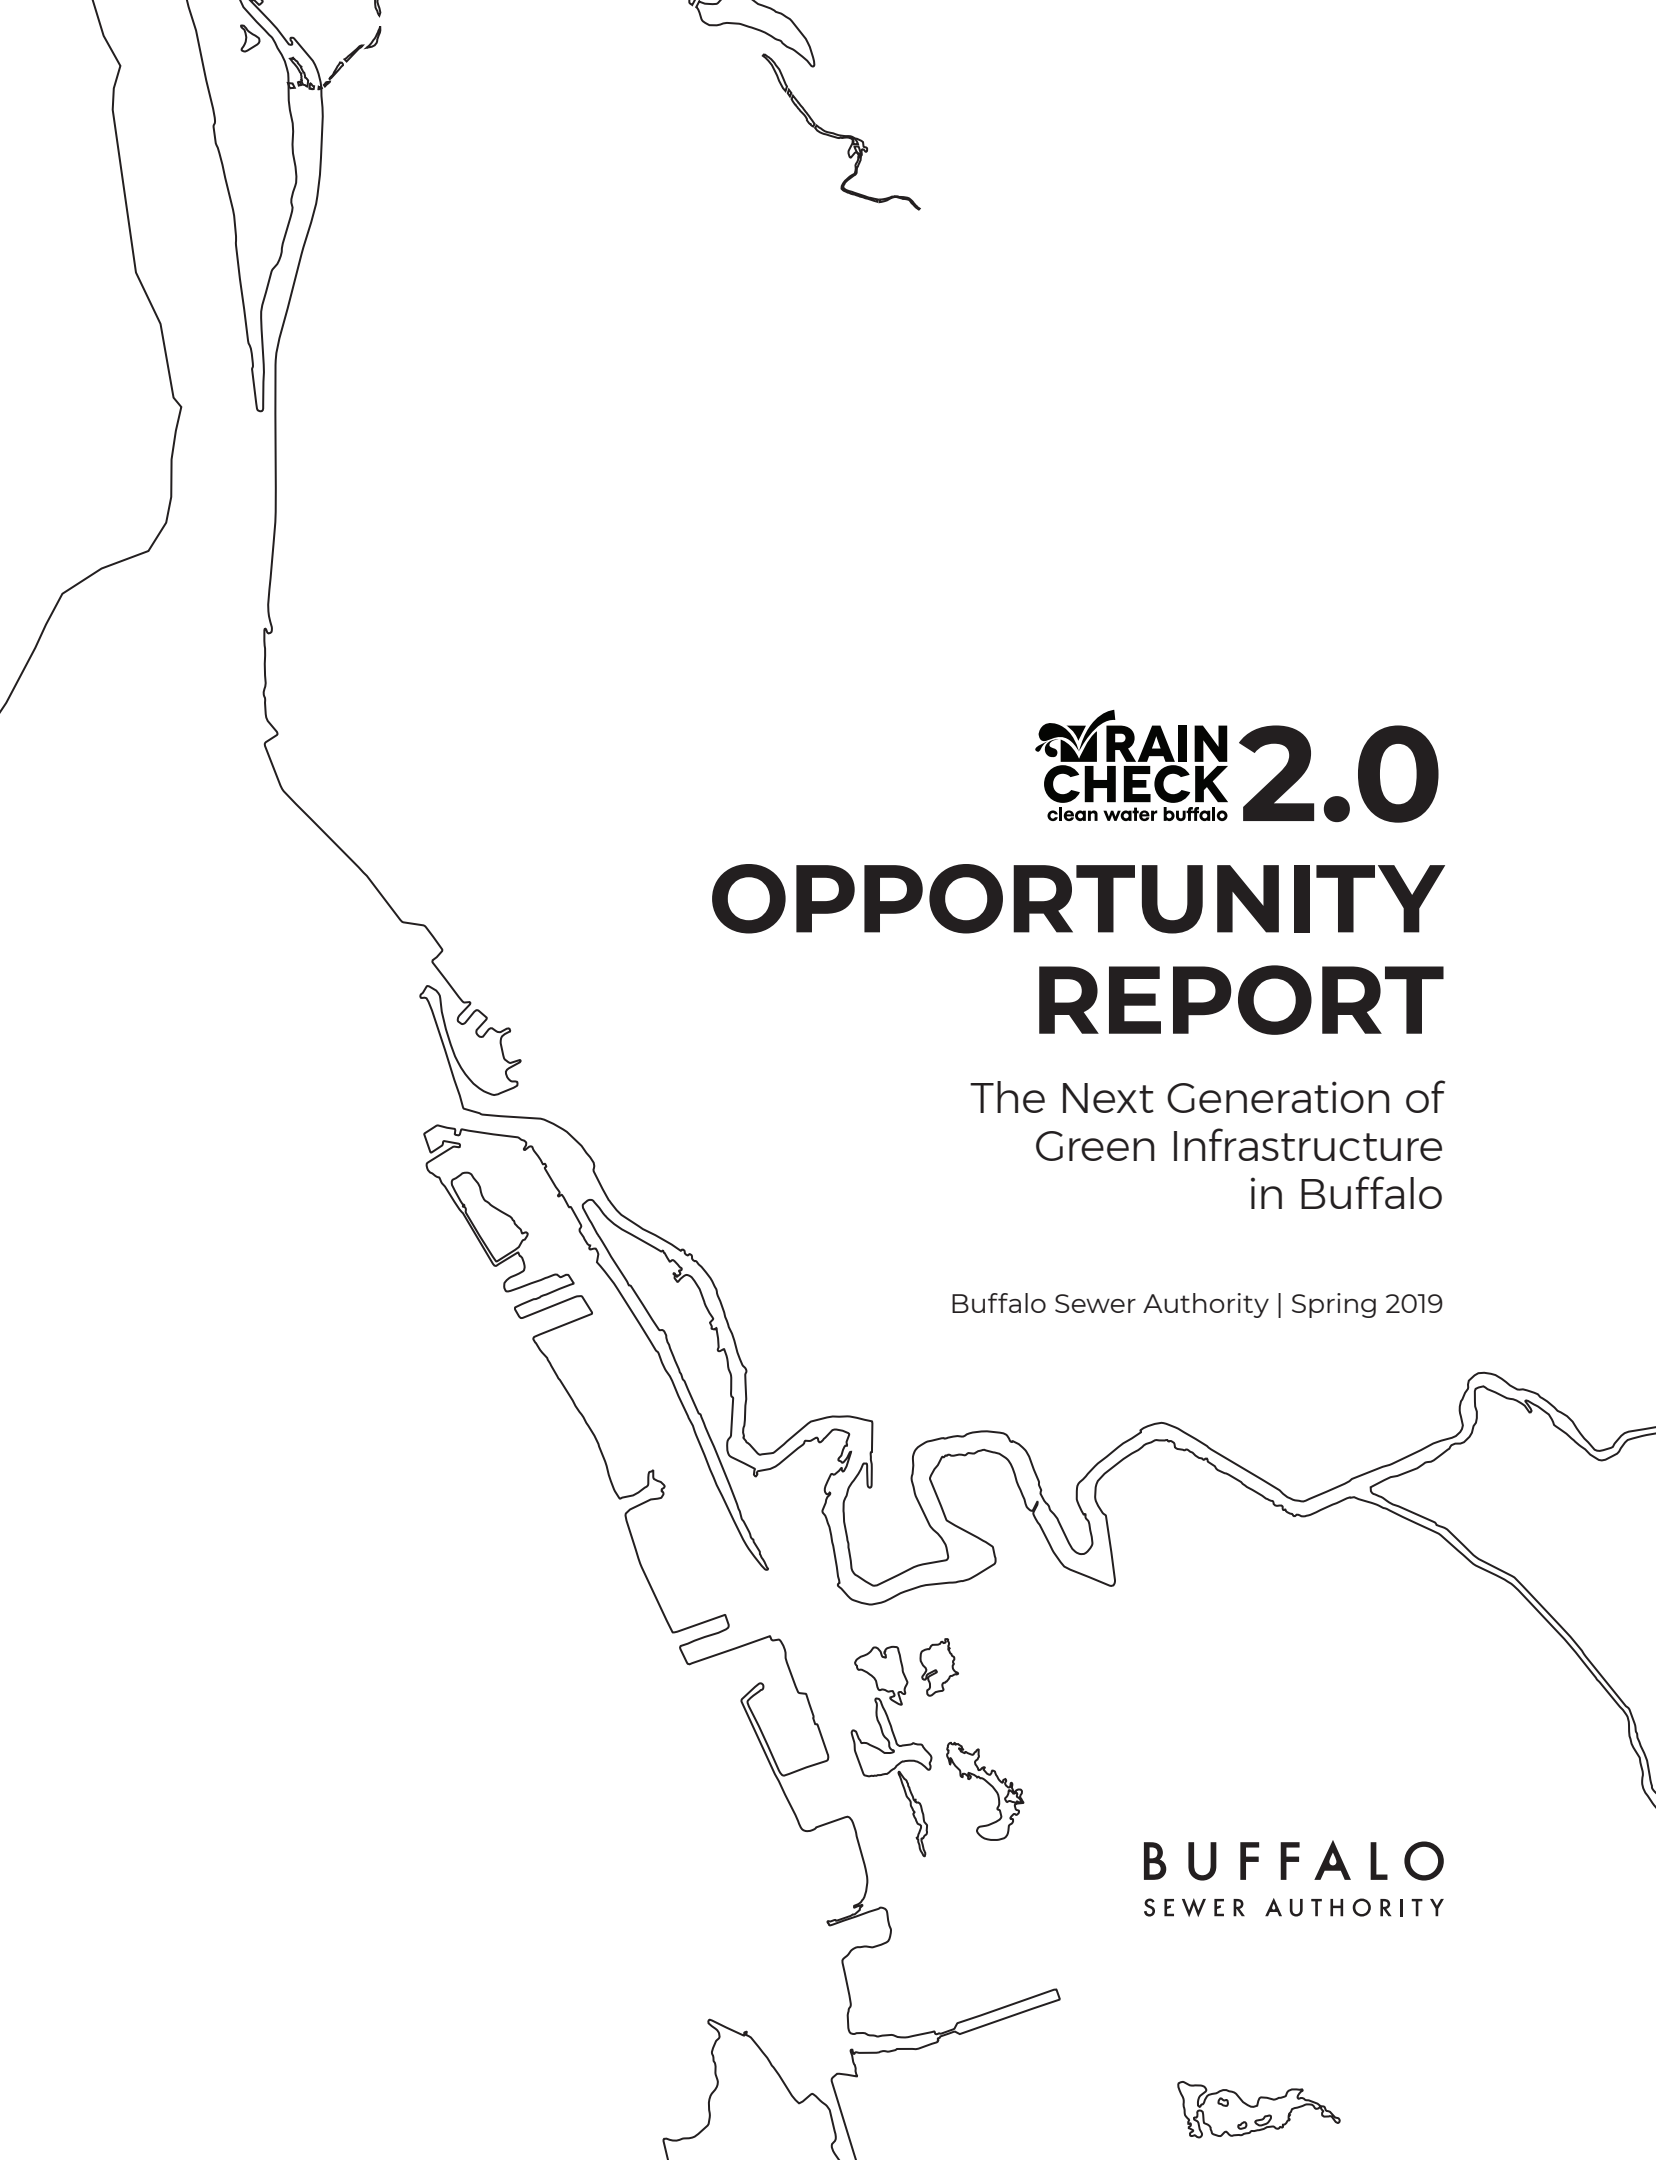 RAIN
CHECK
clean water buffalo
2.0
OPPORTUNITY
REPORT
The Next Generation of
Green Infrastructure
in Buffalo
Buffalo Sewer Authority | Spring 2019
BUFFALO
SEWER AUTHORITY